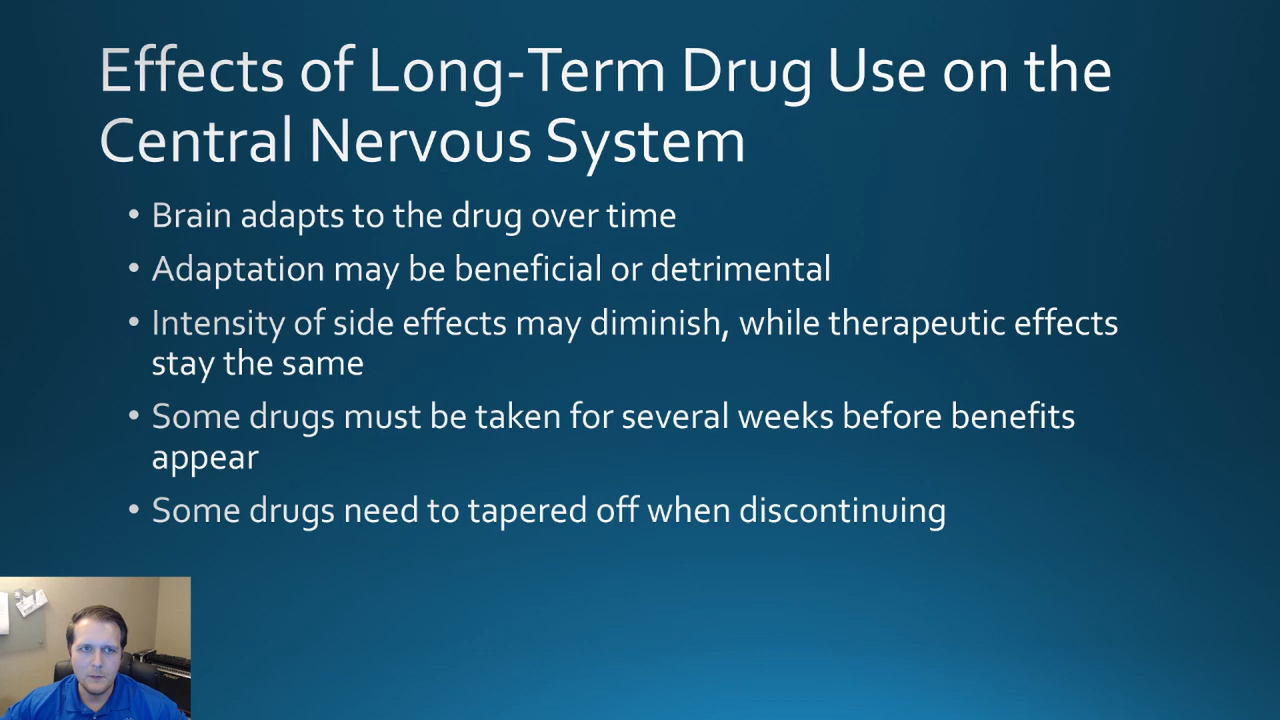 Effects of Long-Term Drug Use on the
Central Nervous System
• Brain adapts to the drug over time
• Adaptation may be beneficial or detrimental
• Intensity of side effects may diminish, while therapeutic effects
stay the same
• Some drugs must be taken for several weeks before benefits
appear
• Some drugs need to tapered off when discontinuing